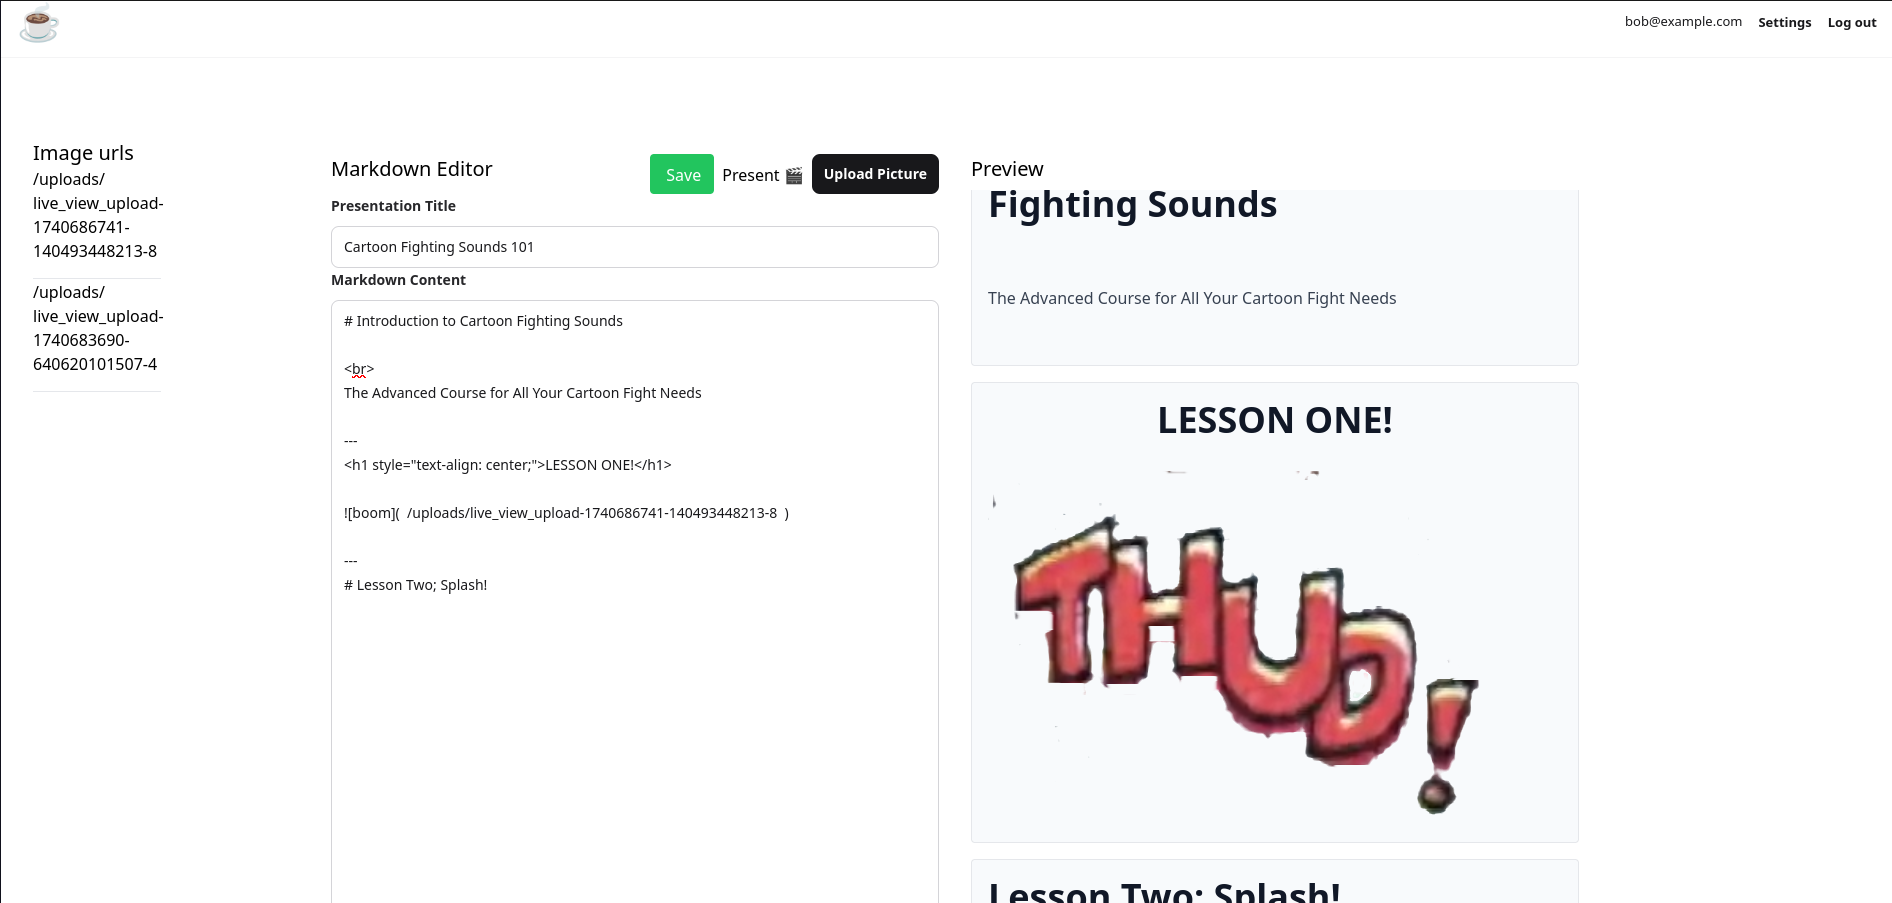 bob@example.com Settings Log out
Image urls
/uploads/
live_view_upload-
1740686741-
140493448213-8
/uploads/
live_view_upload-
1740683690-
640620101507-4
Markdown Editor
Save
Present 🎬
Upload Picture
Presentation Title
Cartoon Fighting Sounds 101
Markdown Content
# Introduction to Cartoon Fighting Sounds
<br>
The Advanced Course for All Your Cartoon Fight Needs
---
<h1 style="text-align: center;">LESSON ONE!</h1>
![boom](  /uploads/live_view_upload-1740686741-140493448213-8  )
---
# Lesson Two; Splash!
Preview
Fighting Sounds
The Advanced Course for All Your Cartoon Fight Needs
LESSON ONE!
THUD!
Lesson Two; Splash!